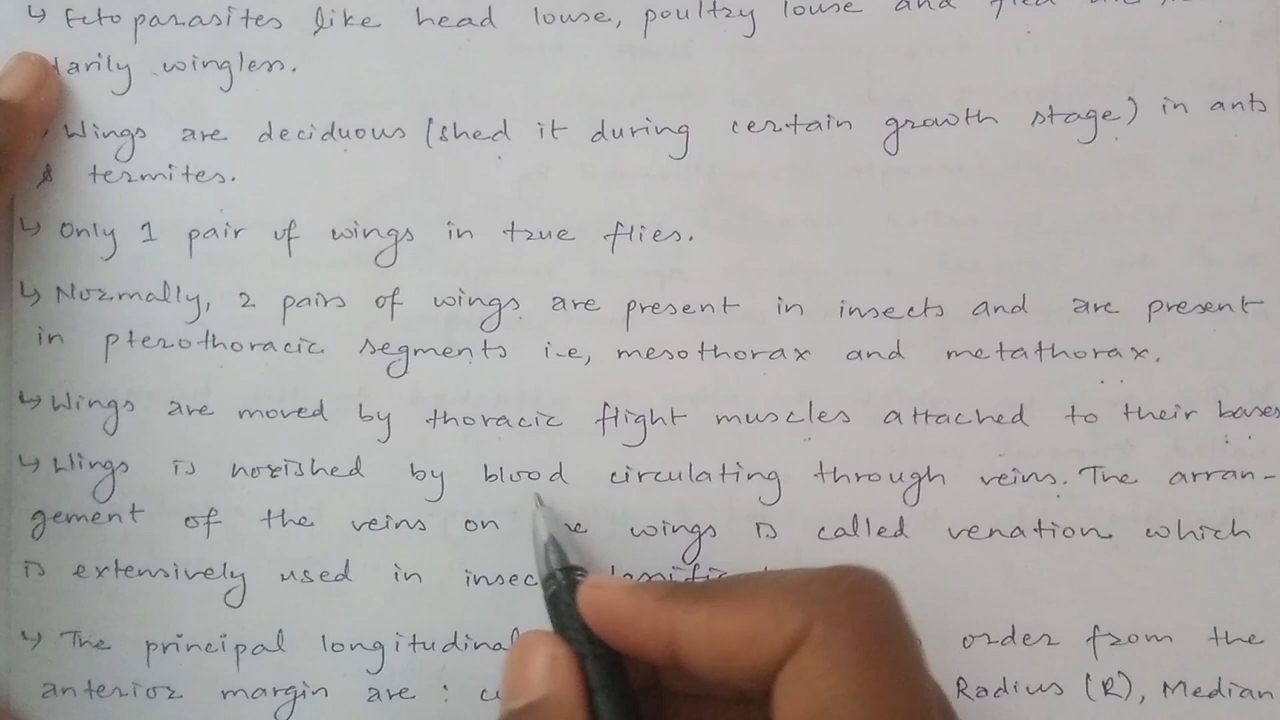 ↳ Ectoparasites like head louse, poultry louse and
tarily wingless.
Wings are deciduous (shed it during certain growth stage) in ants
& termites.
↳ Only 1 pair of wings in true flies.
↳ Normally, 2 pairs of wings are present in insects and are present
in pterothoracic segments i.e, mesothorax and metathorax.
↳ Wings are moved by thoracic flight muscles attached to their bases
↳ Wings is norished by blood circulating through veins. The arran-
gement of the veins on wings is called venation which
is extensively used in
↳ The principal longitudinal order from the
anterior margin are : Radius (R), Median